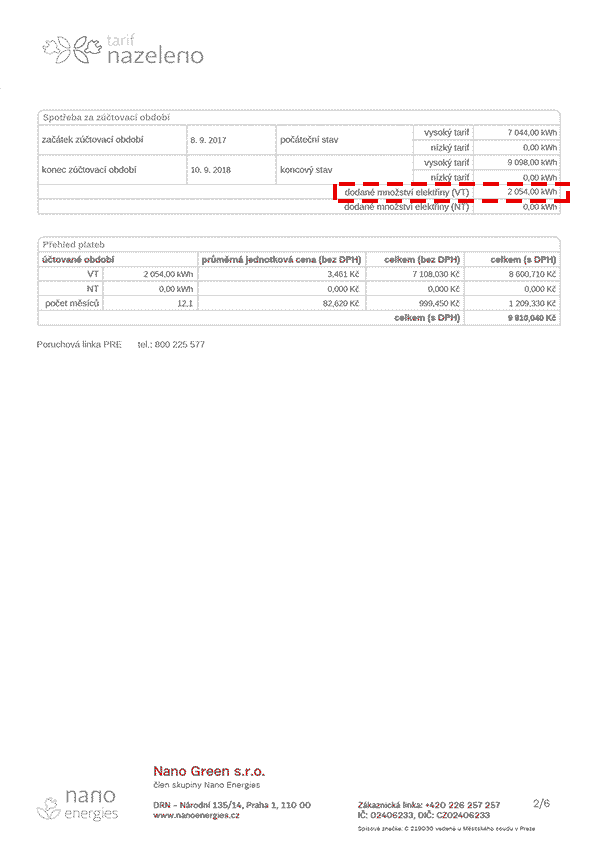 tarif
nazeleno
Spotřeba za zúčtovací období
začátek zúčtovací období 8. 9. 2017 počáteční stav vysoký tarif 7 044,00 kWh
nízký tarif 0,00 kWh
konec zúčtovací období 10. 9. 2018 koncový stav vysoký tarif 9 098,00 kWh
nízký tarif 0,00 kWh
dodané množství elektřiny (VT) 2 054,00 kWh
dodané množství elektřiny (NT) 0,00 kWh
Přehled plateb
účtované období průměrná jednotková cena (bez DPH) celkem (bez DPH) celkem (s DPH)
VT 2 054,00 kWh 3,461 Kč 7 108,030 Kč 8 600,710 Kč
NT 0,00 kWh 0,000 Kč 0,000 Kč 0,000 Kč
počet měsíců 12,1 82,620 Kč 999,450 Kč 1 209,330 Kč
celkem (s DPH) 9 810,040 Kč
Poruchová linka PRE tel.: 800 225 577
Nano Green s.r.o.
člen skupiny Nano Energies
nano
energies
BRN – Národní 135/14, Praha 1, 110 00
www.nanoenergies.cz
Zákaznická linka: +420 226 257 257
IČ: 02406233, DIČ: CZ02406233
Spisová značka: C 219030 vedená u Městského soudu v Praze
2/6